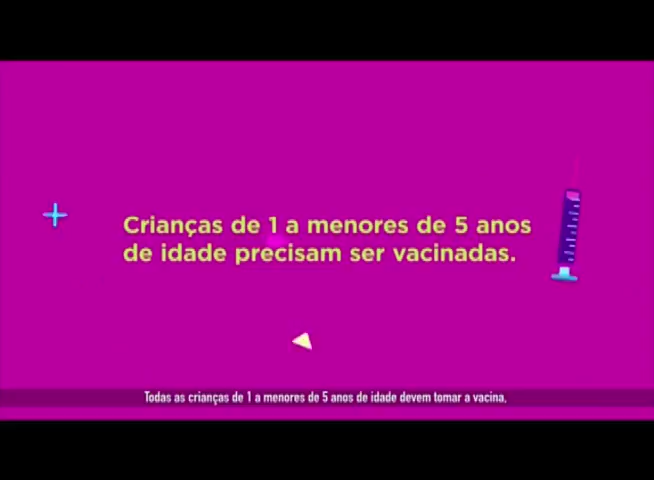 Crianças de 1 a menores de 5 anos
de idade precisam ser vacinadas.
Todas as crianças de 1 a menores de 5 anos de idade devem tomar a vacina,